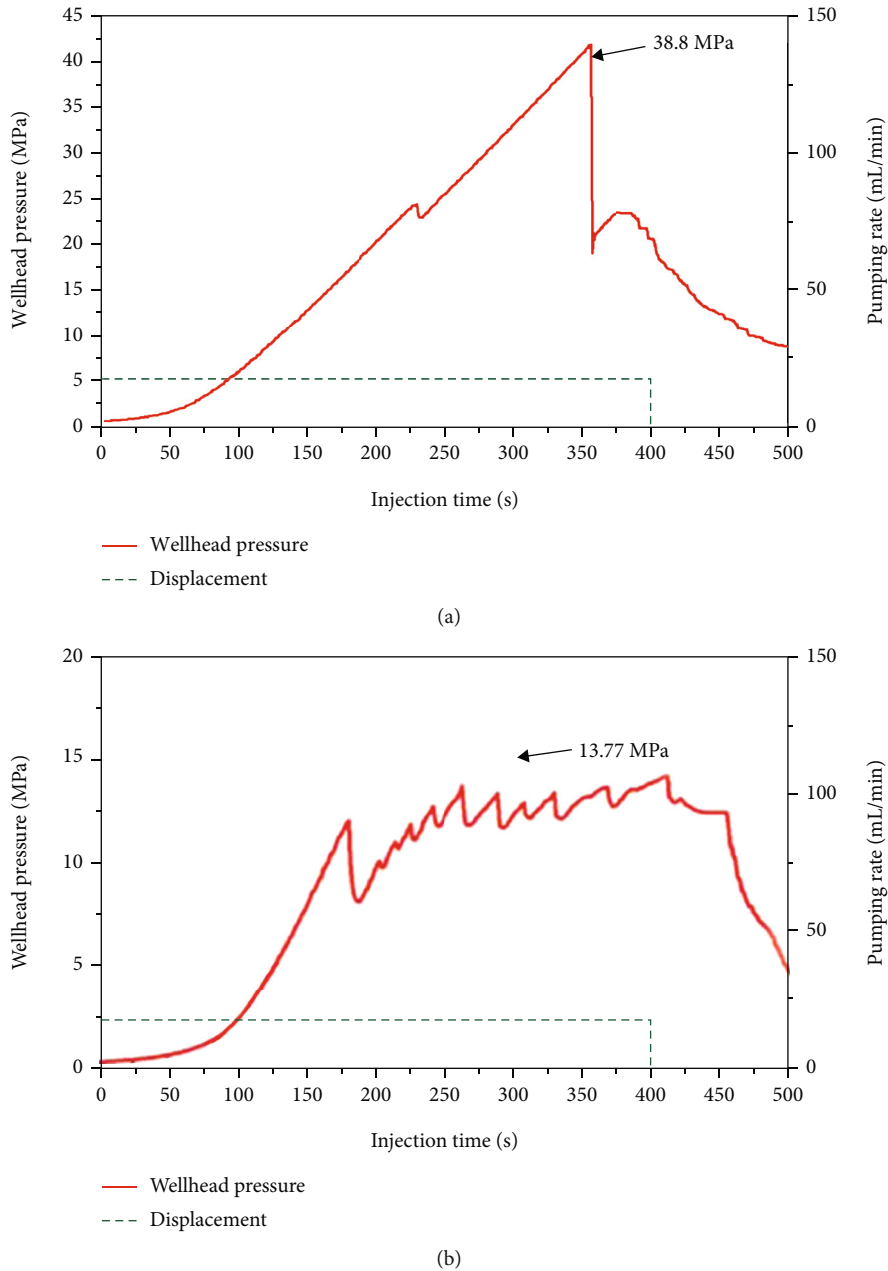 45
40
35
30
25
20
15
10
5
0
Wellhead pressure (MPa)
150
100
50
0
Pumping rate (mL/min)
38.8 MPa
0 50 100 150 200 250 300 350 400 450 500
Injection time (s)
Wellhead pressure
Displacement
(a)
20
15
10
5
0
Wellhead pressure (MPa)
150
100
50
0
Pumping rate (mL/min)
13.77 MPa
0 50 100 150 200 250 300 350 400 450 500
Injection time (s)
Wellhead pressure
Displacement
(b)